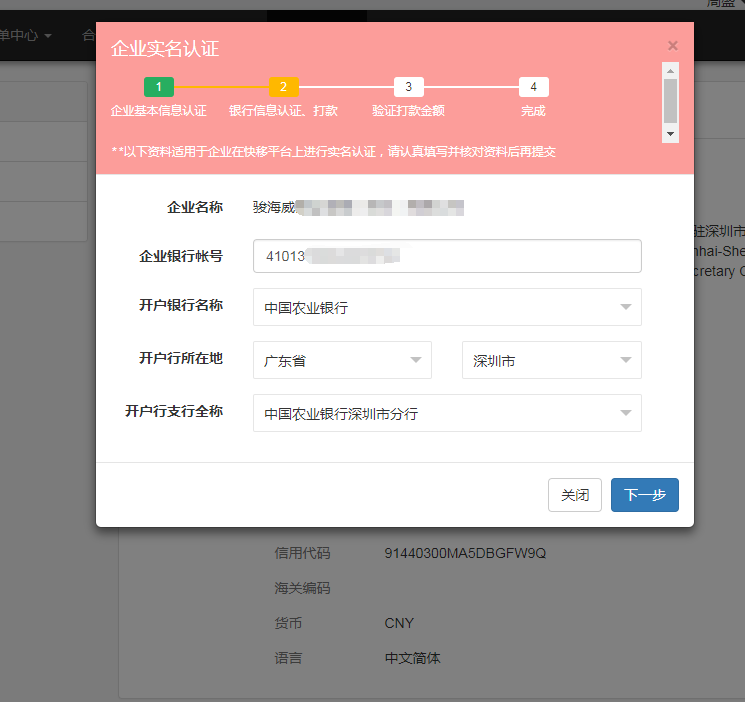 单中心
企业实名认证
×
1 2 3 4
企业基本信息认证 银行信息认证、打款 验证打款金额 完成
**以下资料适用于企业在快移平台上进行实名认证，请认真填写并核对资料后再提交
企业名称 骏海威
企业银行帐号 41013
开户银行名称 中国农业银行
驻深圳市
nhai-She
cretary C
开户行所在地 广东省 深圳市
开户行支行全称 中国农业银行深圳市分行
关闭 下一步
信用代码 91440300MA5DBGFW9Q
海关编码
货币 CNY
语言 中文简体